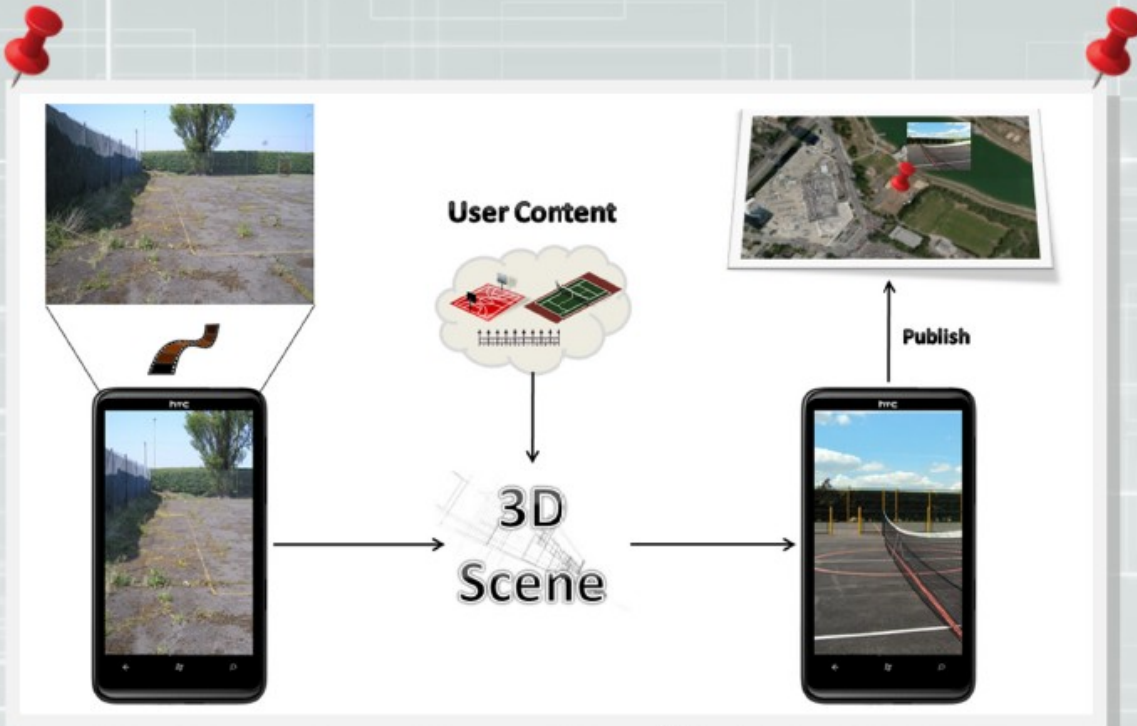 User Content
Publish
hTC
hTC
3D
Scene